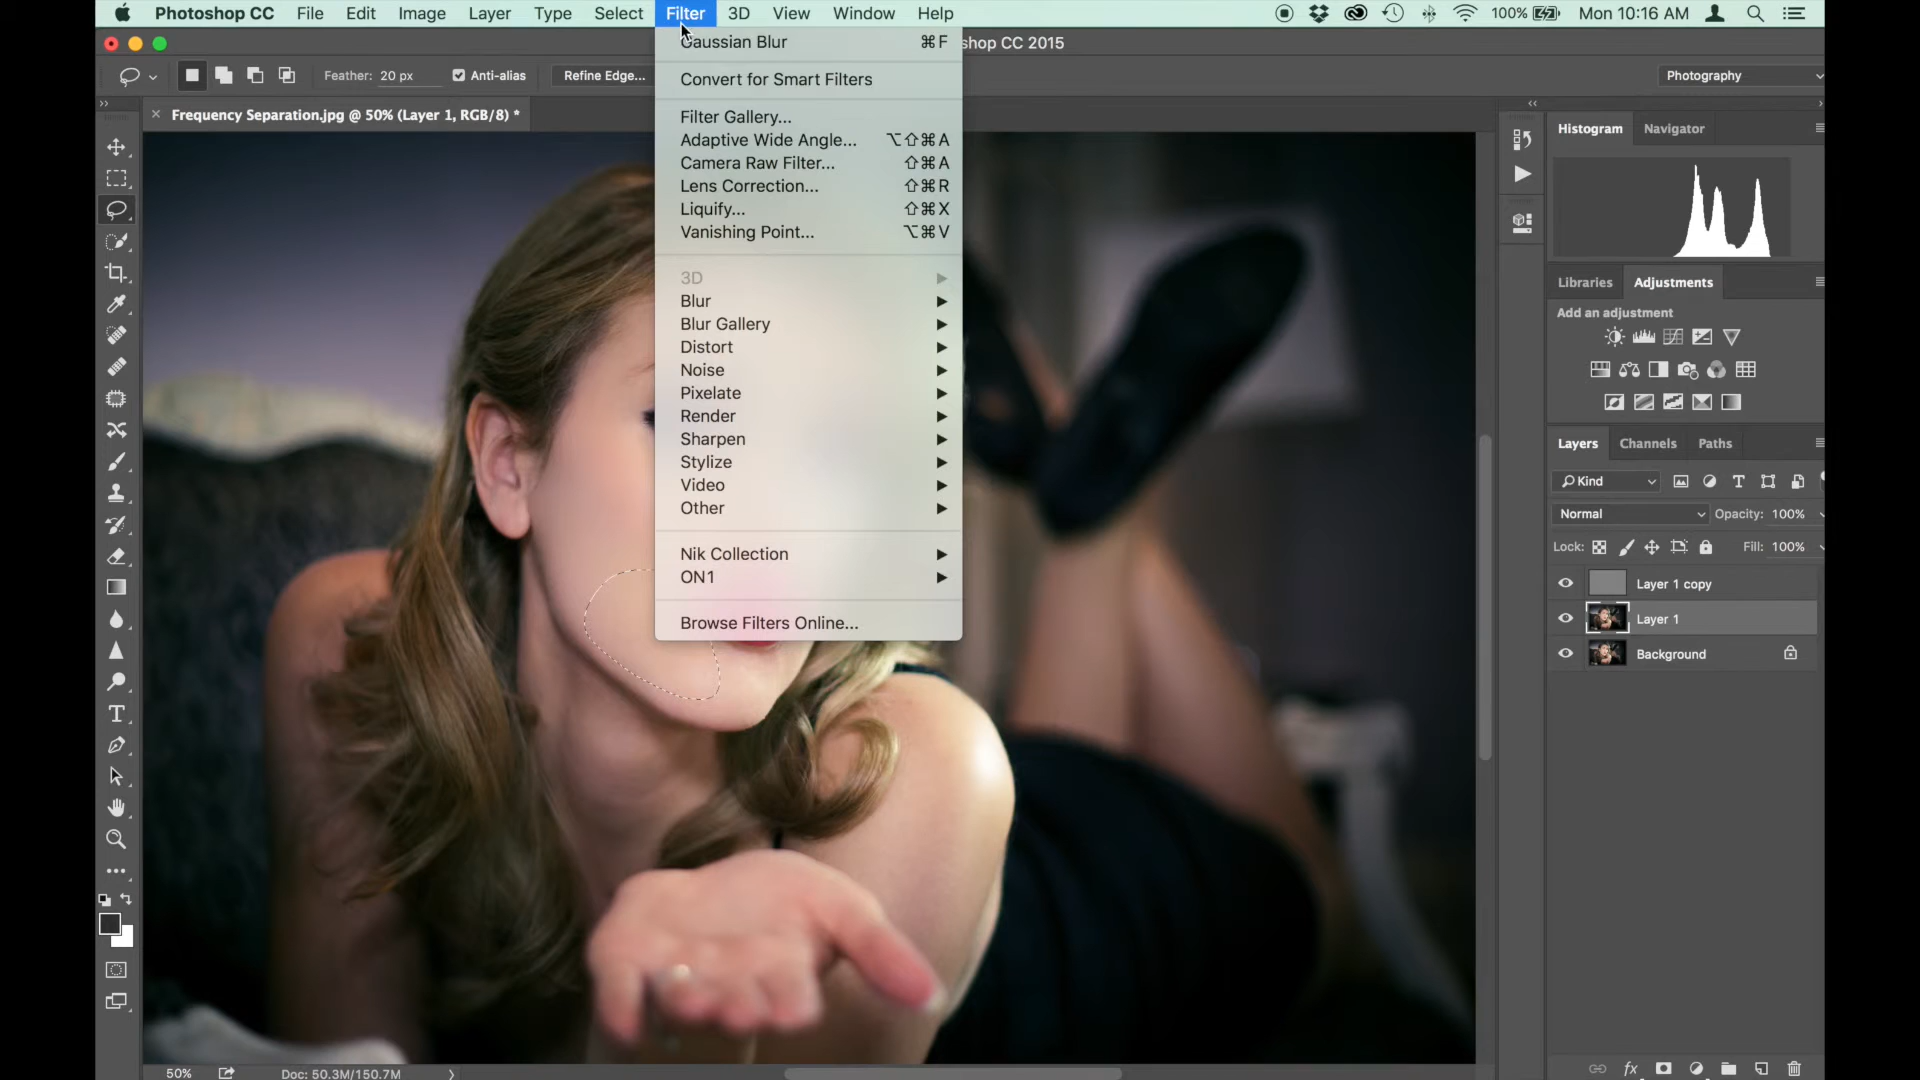 Photoshop CC File Edit Image Layer Type Select Filter 3D View Window Help 100% Mon 10:16 AM
shop CC 2015
Feather: 20 px Anti-alias Refine Edge... Photography
Frequency Separation.jpg @ 50% (Layer 1, RGB/8) *
Gaussian Blur ⌘F
Convert for Smart Filters
Filter Gallery...
Adaptive Wide Angle... ⌥⇧⌘A
Camera Raw Filter... ⇧⌘A
Lens Correction... ⇧⌘R
Liquify... ⇧⌘X
Vanishing Point... ⌥⌘V
3D
Blur
Blur Gallery
Distort
Noise
Pixelate
Render
Sharpen
Stylize
Video
Other
Nik Collection
ON1
Browse Filters Online...
Histogram Navigator
Libraries Adjustments
Add an adjustment
Layers Channels Paths
Kind
Normal Opacity: 100%
Lock: Fill: 100%
Layer 1 copy
Layer 1
Background
50% Doc: 50.3M/150.7M